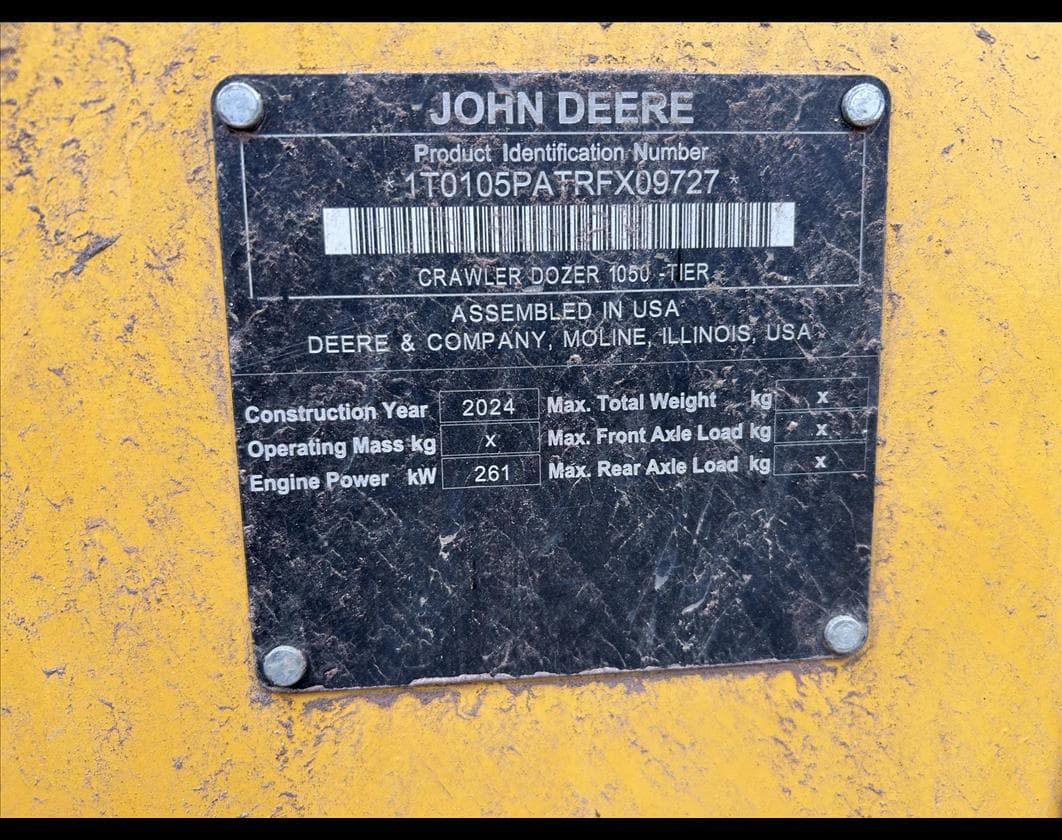 JOHN DEERE
Product Identification Number
*1T0105PATRFX09727*
CRAWLER DOZER 1050 -TIER
ASSEMBLED IN USA
DEERE & COMPANY, MOLINE, ILLINOIS, USA
Construction Year 2024 Max. Total Weight kg x
Operating Mass kg x Max. Front Axle Load kg x
Engine Power kW 261 Max. Rear Axle Load kg x